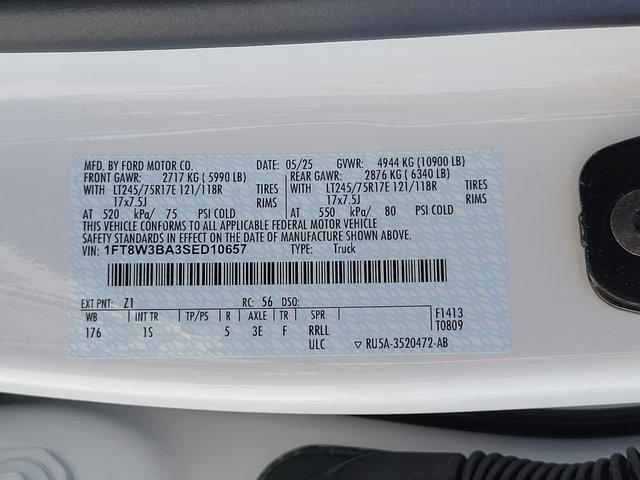 MFD. BY FORD MOTOR CO. DATE: 05/25 GVWR: 4944 KG (10900 LB)
FRONT GAWR: 2717 KG ( 5990 LB) REAR GAWR: 2876 KG ( 6340 LB)
WITH LT245/75R17E 121/118R TIRES WITH LT245/75R17E 121/118R TIRES
17x7.5J RIMS 17x7.5J RIMS
AT 520 kPa/ 75 PSI COLD AT 550 kPa/ 80 PSI COLD
THIS VEHICLE CONFORMS TO ALL APPLICABLE FEDERAL MOTOR VEHICLE
SAFETY STANDARDS IN EFFECT ON THE DATE OF MANUFACTURE SHOWN ABOVE.
VIN: 1FT8W3BA3SED10657 TYPE: Truck
EXT PNT: Z1 RC: 56 DSO:
WB INT TR TP/PS R AXLE TR SPR F1413
176 1S 5 3E F RRLL T0809
ULC ▽ RU5A-3520472-AB